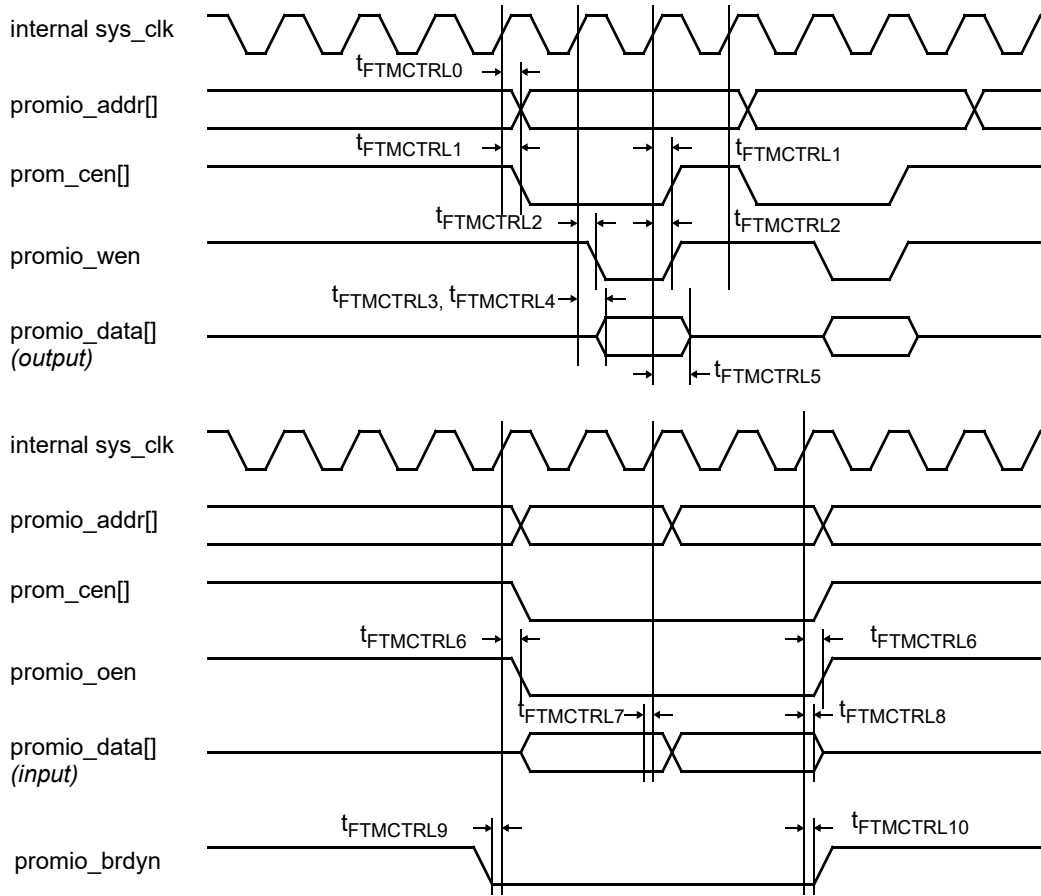 internal sys_clk
tFTMCTRL0
promio_addr[]
tFTMCTRL1 tFTMCTRL1
prom_cen[]
tFTMCTRL2 tFTMCTRL2
promio_wen
tFTMCTRL3, tFTMCTRL4
promio_data[]
(output)
tFTMCTRL5
internal sys_clk
promio_addr[]
prom_cen[]
tFTMCTRL6 tFTMCTRL6
promio_oen
tFTMCTRL7 tFTMCTRL8
promio_data[]
(input)
tFTMCTRL9 tFTMCTRL10
promio_brdyn